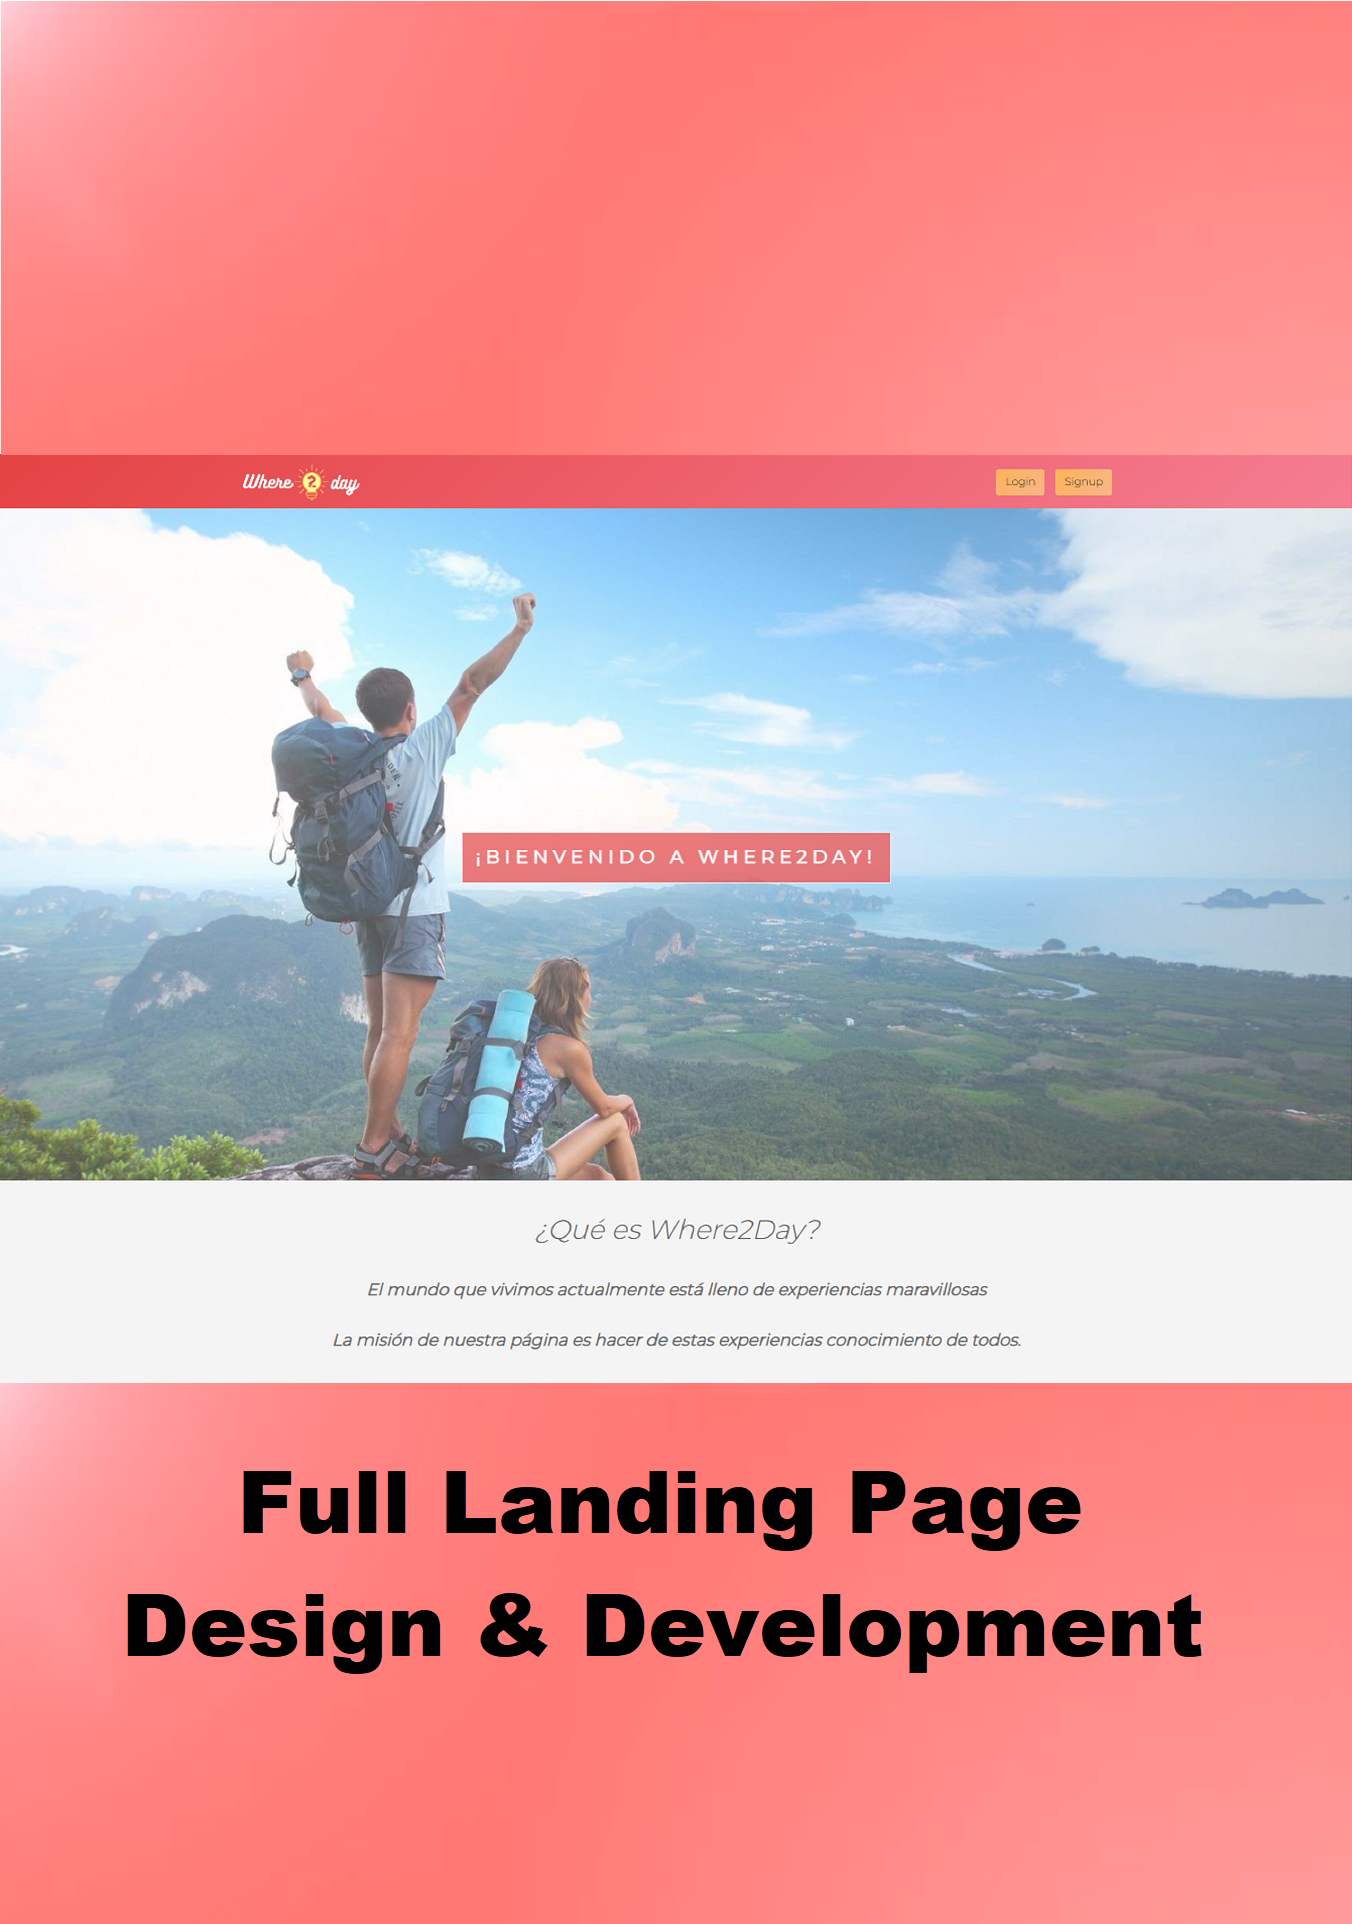 Where 2 day
Login Signup
¡BIENVENIDO A WHERE2DAY!
¿Qué es Where2Day?
El mundo que vivimos actualmente está lleno de experiencias maravillosas
La misión de nuestra página es hacer de estas experiencias conocimiento de todos.
Full Landing Page
Design & Development